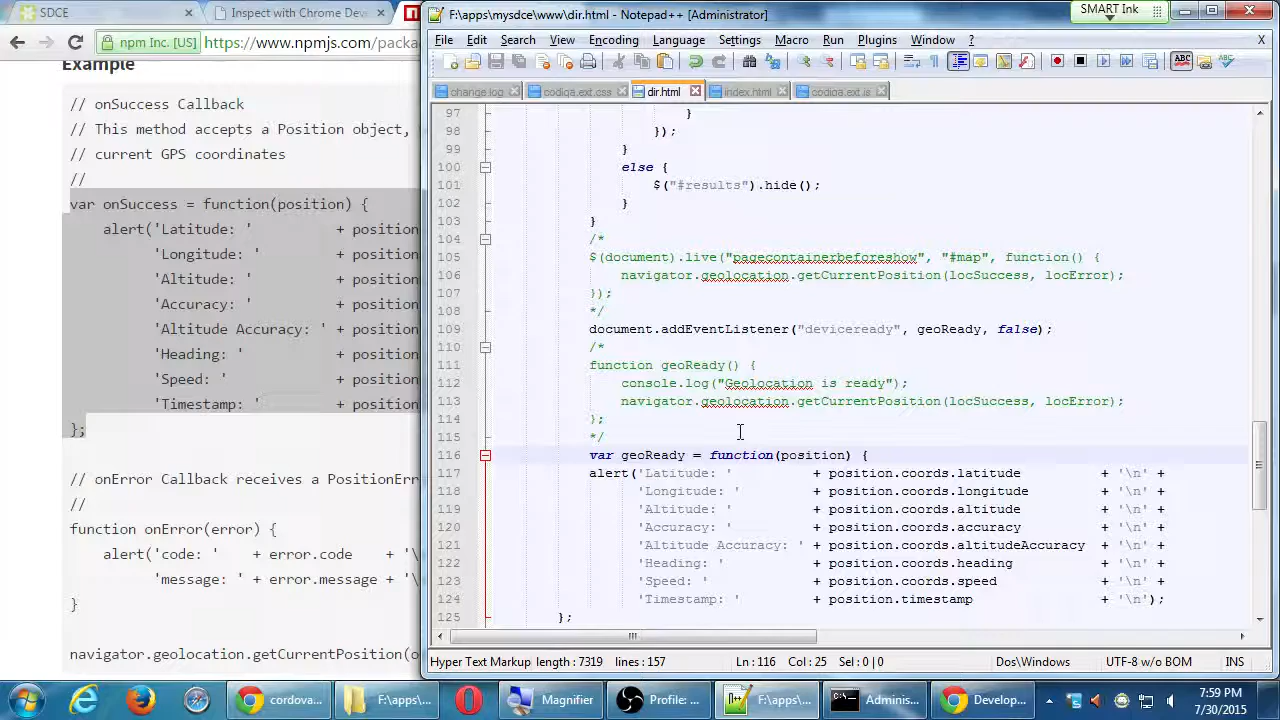 SDCE
Inspect with Chrome Dev
F:\apps\mysdce\www\dir.html - Notepad++ [Administrator]
SMART Ink
npm Inc. [US]
https://www.npmjs.com/packa
File Edit Search View Encoding Language Settings Macro Run Plugins Window ? X
change.log codiqa.ext.css dir.html index.html codiqa.ext.js
Example
// onSuccess Callback
// This method accepts a Position object,
// current GPS coordinates
//
var onSuccess = function(position) {
alert('Latitude: ' + position
'Longitude: ' + position
'Altitude: ' + position
'Accuracy: ' + position
'Altitude Accuracy: ' + position
'Heading: ' + position
'Speed: ' + position
'Timestamp: ' + position
};
// onError Callback receives a PositionErr
//
function onError(error) {
alert('code: ' + error.code + '\
'message: ' + error.message + '\
}
navigator.geolocation.getCurrentPosition(o
97 }
98 });
99 }
100 else {
101 $("#results").hide();
102 }
103 }
104 /*
105 $(document).live("pagecontainerbeforeshow", "#map", function() {
106 navigator.geolocation.getCurrentPosition(locSuccess, locError);
107 });
108 */
109 document.addEventListener("deviceready", geoReady, false);
110 /*
111 function geoReady() {
112 console.log("Geolocation is ready");
113 navigator.geolocation.getCurrentPosition(locSuccess, locError);
114 };
115 */
116 var geoReady = function(position) {
117 alert('Latitude: ' + position.coords.latitude + '\n' +
118 'Longitude: ' + position.coords.longitude + '\n' +
119 'Altitude: ' + position.coords.altitude + '\n' +
120 'Accuracy: ' + position.coords.accuracy + '\n' +
121 'Altitude Accuracy: ' + position.coords.altitudeAccuracy + '\n' +
122 'Heading: ' + position.coords.heading + '\n' +
123 'Speed: ' + position.coords.speed + '\n' +
124 'Timestamp: ' + position.timestamp + '\n');
125 };
Hyper Text Markup length : 7319 lines : 157 Ln : 116 Col : 25 Sel : 0 | 0 Dos\Windows UTF-8 w/o BOM INS
cordova... F:\apps\... Magnifier Profile: ... F:\apps\... Adminis... Develop...
7:59 PM
7/30/2015